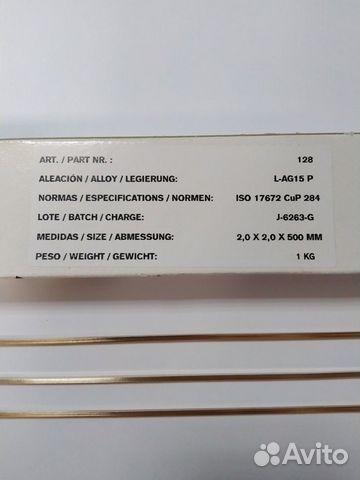 ART. / PART NR. : 128
ALEACIÓN / ALLOY / LEGIERUNG: L-AG15 P
NORMAS / ESPECIFICATIONS / NORMEN: ISO 17672 CuP 284
LOTE / BATCH / CHARGE: J-6263-G
MEDIDAS / SIZE / ABMESSUNG: 2,0 X 2,0 X 500 MM
PESO / WEIGHT / GEWICHT: 1 KG
Avito